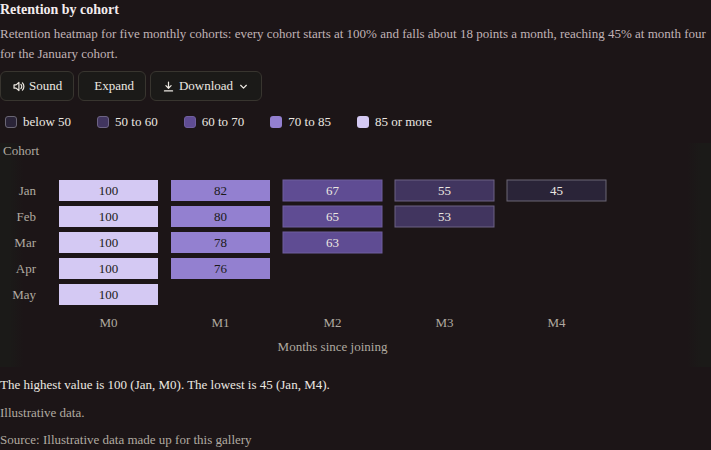 Retention by cohort
Retention heatmap for five monthly cohorts: every cohort starts at 100% and falls about 18 points a month, reaching 45% at month four
for the January cohort.
Sound Expand Download
below 50 50 to 60 60 to 70 70 to 85 85 or more
Cohort
Jan 100 82 67 55 45
Feb 100 80 65 53
Mar 100 78 63
Apr 100 76
May 100
M0 M1 M2 M3 M4
Months since joining
The highest value is 100 (Jan, M0). The lowest is 45 (Jan, M4).
Illustrative data.
Source: Illustrative data made up for this gallery